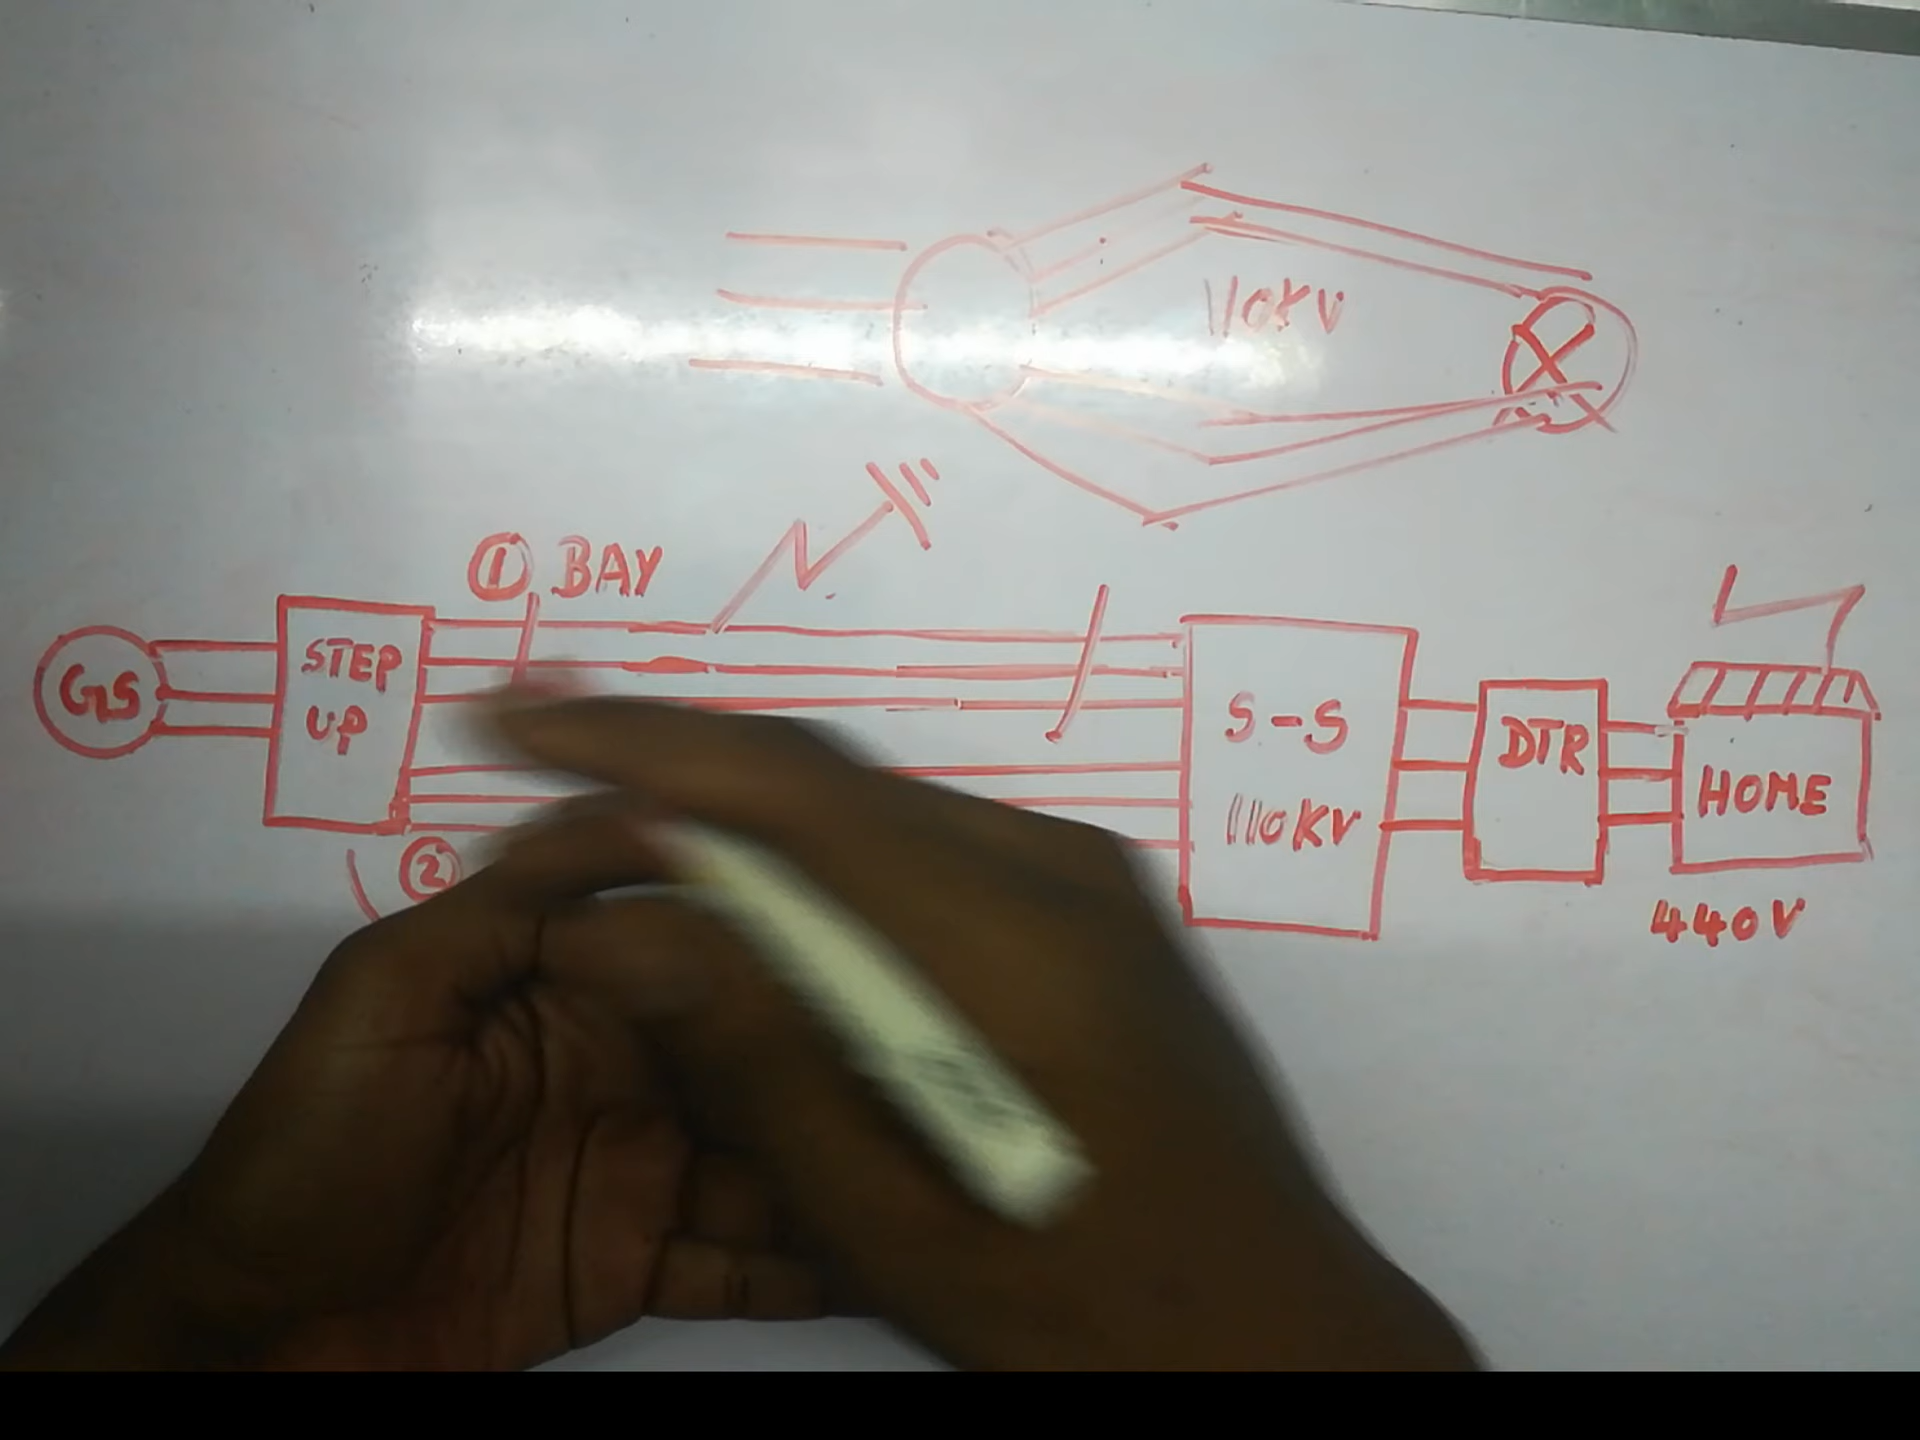 110KV
① BAY
GS
STEP
UP
S-S
110KV
DTR
HOME
②
440V